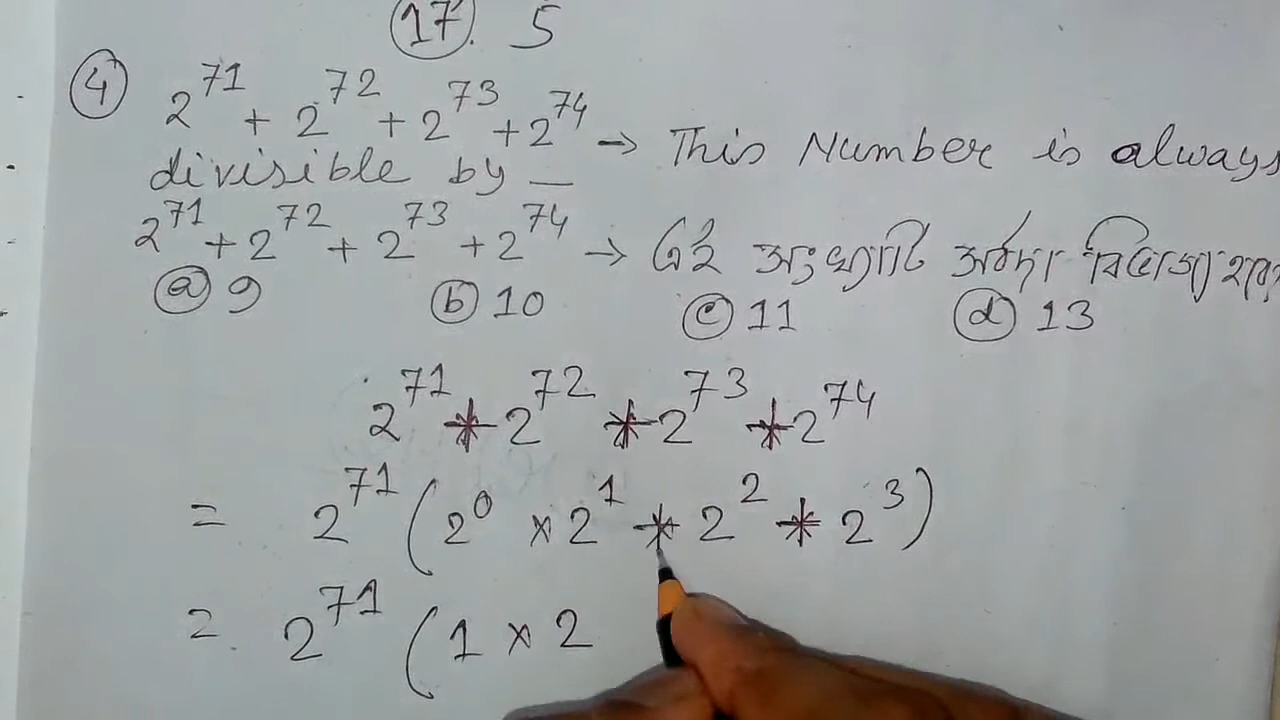 17. 5
4 2^71 + 2^72 + 2^73 + 2^74 → This Number is always
divisible by _
2^71 + 2^72 + 2^73 + 2^74 → এই সংখ্যাটি সর্বদা বিভাজ্য হবে
a 9 b 10 c 11 d 13
2^71 + 2^72 + 2^73 + 2^74
= 2^71 (2^0 × 2^1 + 2^2 + 2^3)
= 2^71 (1 × 2